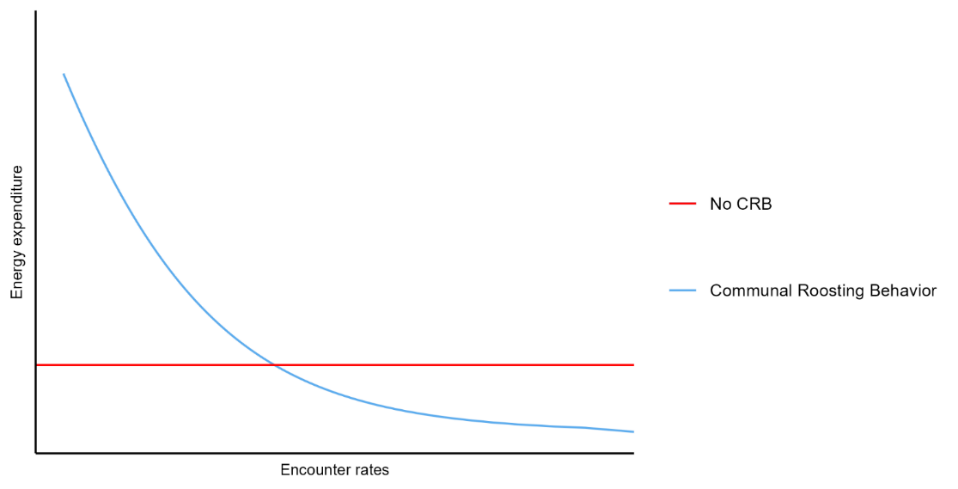 Energy expenditure
No CRB
Communal Roosting Behavior
Encounter rates